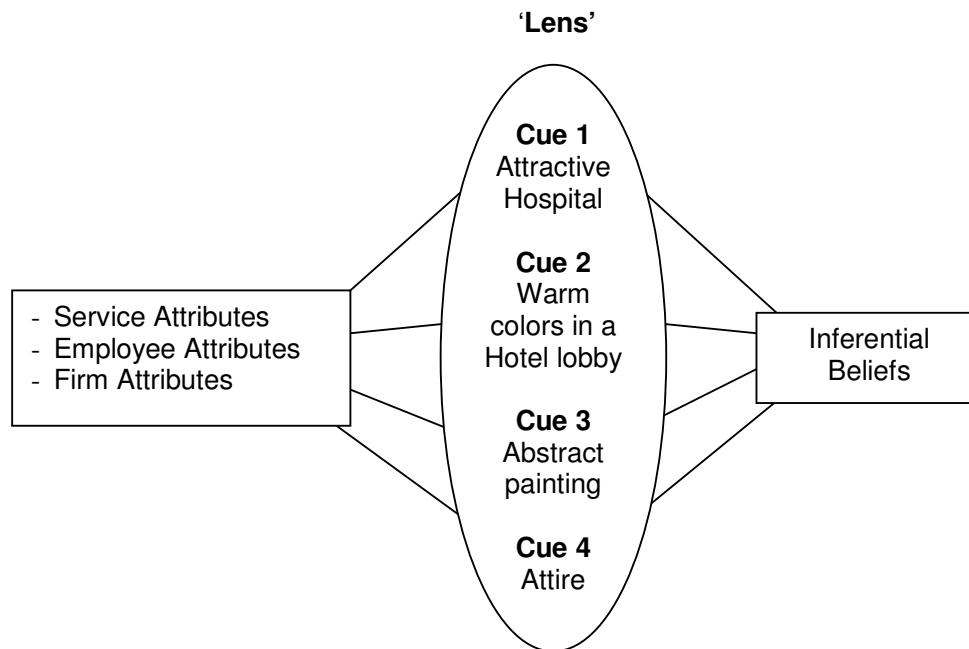 ‘Lens’
Cue 1
Attractive
Hospital
Cue 2
Warm
colors in a
Hotel lobby
Cue 3
Abstract
painting
Cue 4
Attire
- Service Attributes
- Employee Attributes
- Firm Attributes
Inferential
Beliefs